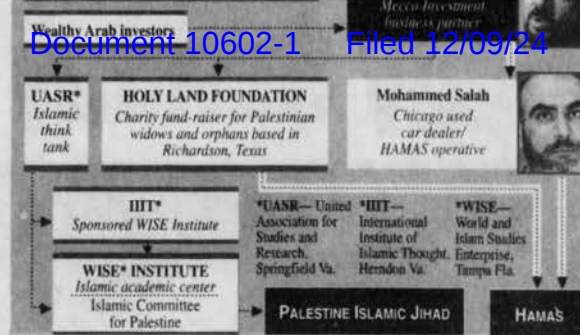 Mecca Investment
business partner
Wealthy Arab investors
Document 10602-1 Filed 12/09/24
UASR*
Islamic
think
tank
HOLY LAND FOUNDATION
Charity fund-raiser for Palestinian
widows and orphans based in
Richardson, Texas
Mohammed Salah
Chicago used
car dealer/
HAMAS operative
IIIT*
Sponsored WISE Institute
*UASR— United
Association for
Studies and
Research,
Springfield Va.
*IIIT—
International
Institute of
Islamic Thought,
Herndon Va.
*WISE—
World and
Islam Studies
Enterprise,
Tampa Fla.
WISE* INSTITUTE
Islamic academic center
Islamic Committee
for Palestine
PALESTINE ISLAMIC JIHAD
HAMAS